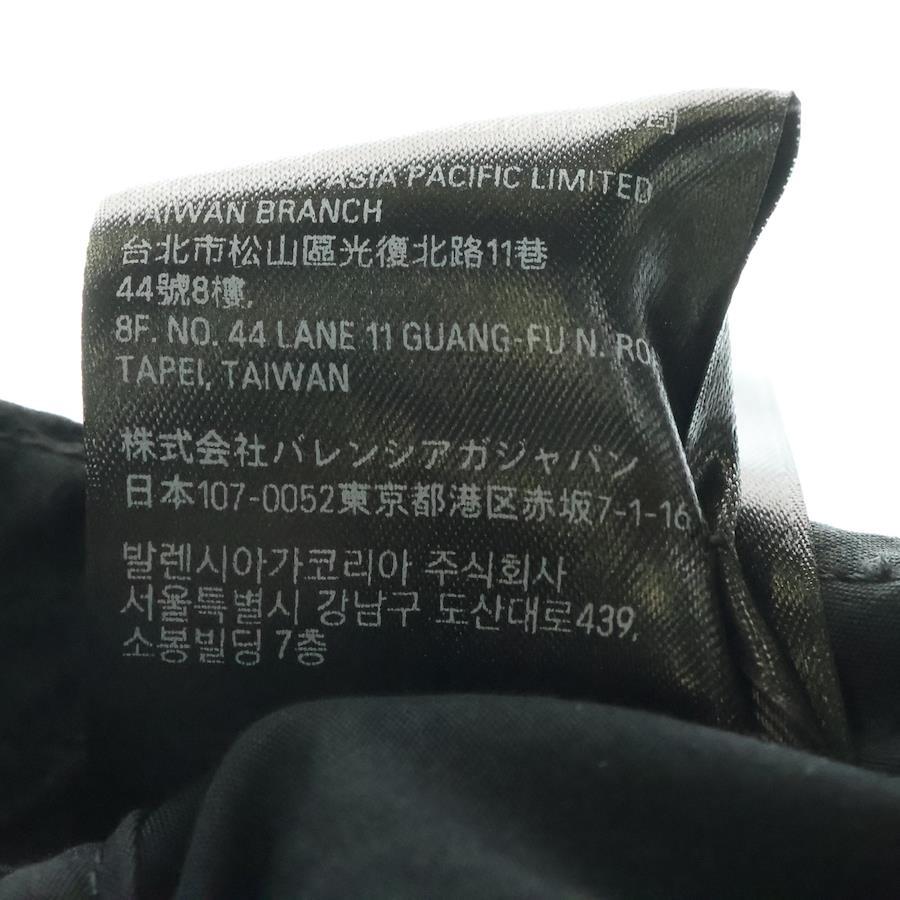 司
ASIA PACIFIC LIMITED
TAIWAN BRANCH
台北市松山區光復北路11巷
44號8樓,
8F. NO. 44 LANE 11 GUANG-FU N.
TAPEI, TAIWAN
株式会社バレンシアガジャパン
日本107-0052東京都港区赤坂7-1-16
발렌시아가코리아 주식회사
서울특별시 강남구 도산대로439,
소봉빌딩 7층